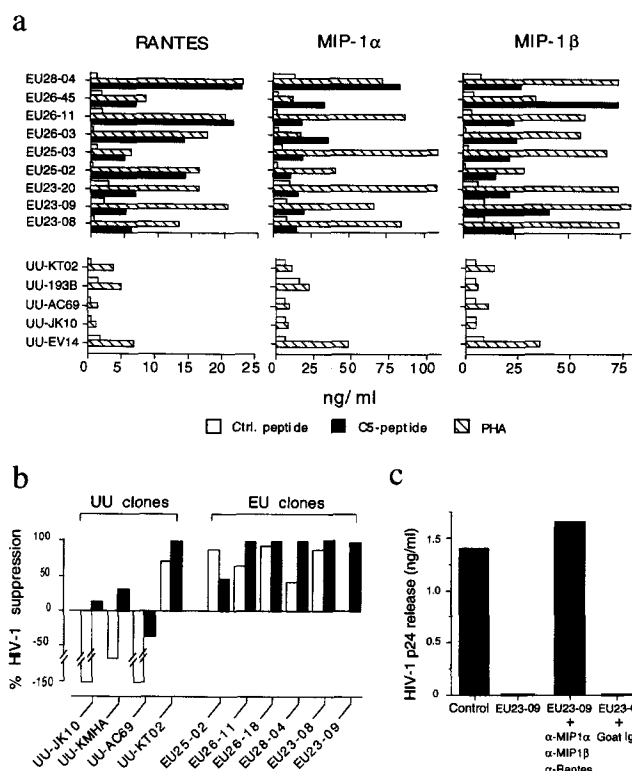 a
RANTES MIP-1α MIP-1β
EU28-04
EU26-45
EU26-11
EU26-03
EU25-03
EU25-02
EU23-20
EU23-09
EU23-08
UU-KT02
UU-193B
UU-AC69
UU-JK10
UU-EV14
0 5 10 15 20 25 0 25 50 75 100 0 25 50 75
ng/ ml
Ctrl. peptide C5-peptide PHA
b
UU clones EU clones
% HIV-1 suppression
100
50
0
-50
-150
UU-JK10
UU-KMHA
UU-AC69
UU-KT02
EU25-02
EU26-11
EU26-18
EU28-04
EU23-08
EU23-09
c
HIV-1 p24 release (ng/ml)
1.5
1.0
0.5
0
Control EU23-09 EU23-09 EU23-
+ +
α-MIP1α Goat Ig
α-MIP1β
α-Rantes